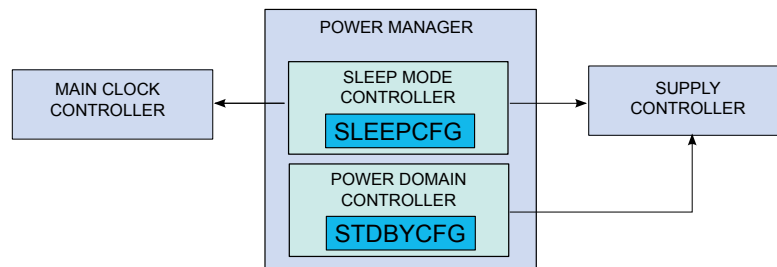 POWER MANAGER
MAIN CLOCK
CONTROLLER
SLEEP MODE
CONTROLLER
SLEEPCFG
SUPPLY
CONTROLLER
POWER DOMAIN
CONTROLLER
STDBYCFG